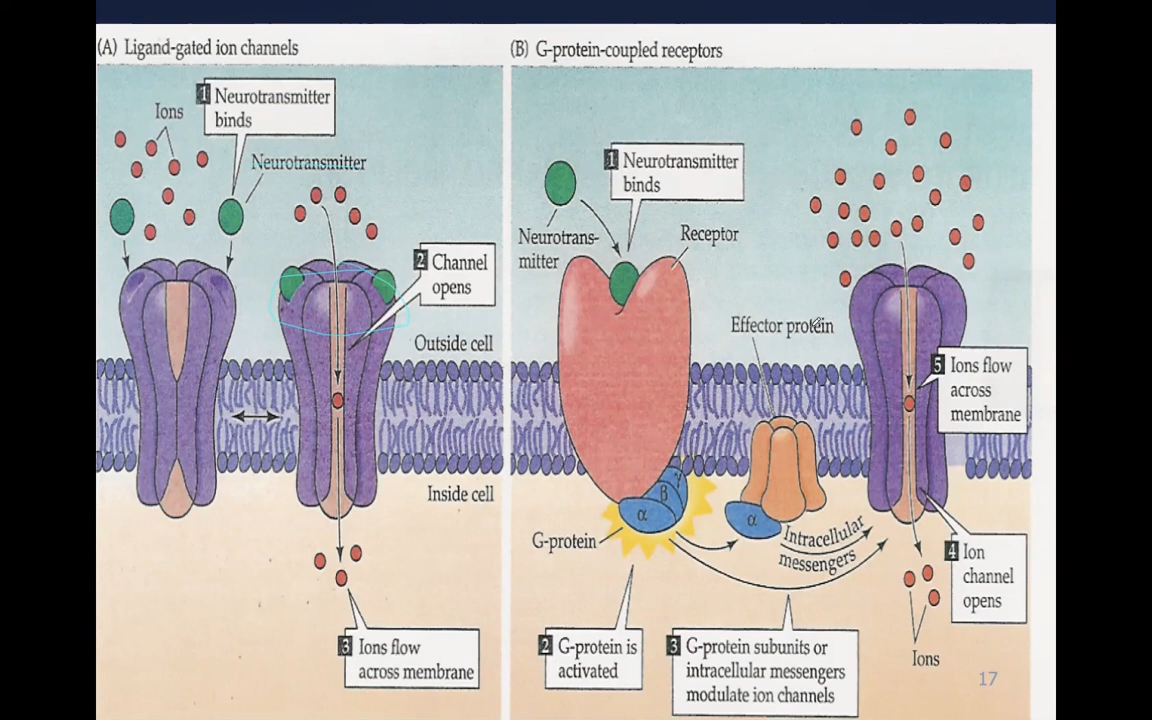 (A) Ligand-gated ion channels
Ions
1 Neurotransmitter
binds
Neurotransmitter
2 Channel
opens
Outside cell
Inside cell
3 Ions flow
across membrane
(B) G-protein-coupled receptors
1 Neurotransmitter
binds
Neurotrans-
mitter
Receptor
Effector protein
5 Ions flow
across
membrane
γ
β
α
α
G-protein
Intracellular
messengers
4 Ion
channel
opens
2 G-protein is
activated
3 G-protein subunits or
intracellular messengers
modulate ion channels
Ions
17